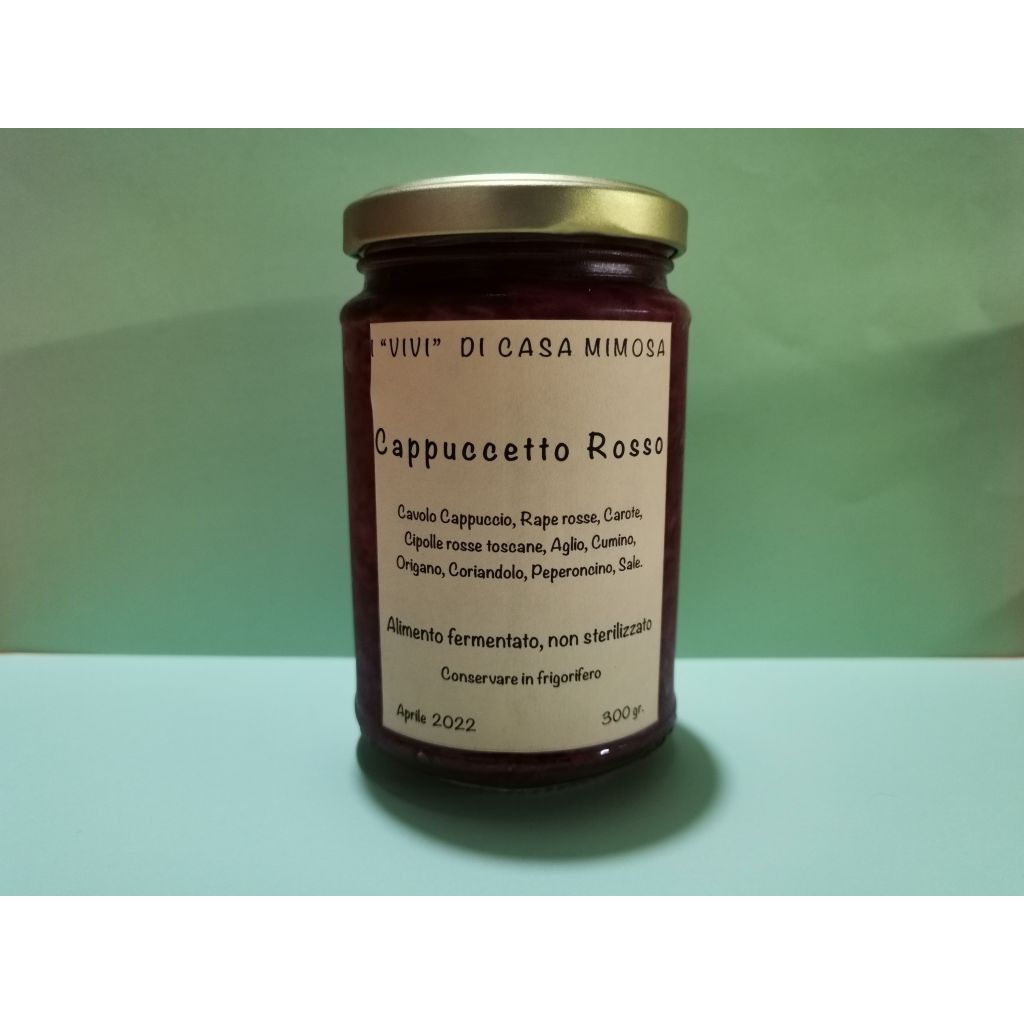 I “VIVI” DI CASA MIMOSA
Cappuccetto Rosso
Cavolo Cappuccio, Rape rosse, Carote,
Cipolle rosse toscane, Aglio, Cumino,
Origano, Coriandolo, Peperoncino, Sale.
Alimento fermentato, non sterilizzato
Conservare in frigorifero
Aprile 2022 300 gr.